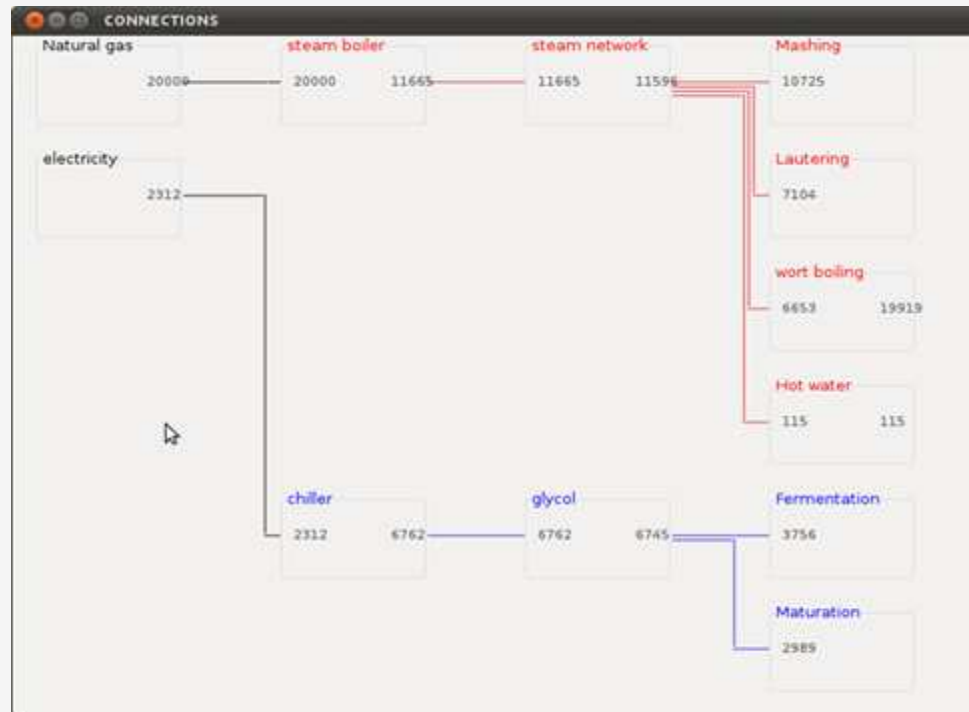 CONNECTIONS
Natural gas steam boiler steam network Mashing
20000 20000 11665 11665 11596 10725
electricity Lautering
2312 7104
wort boiling
6653 19919
Hot water
115 115
chiller glycol Fermentation
2312 6762 6762 6745 3756
Maturation
2989